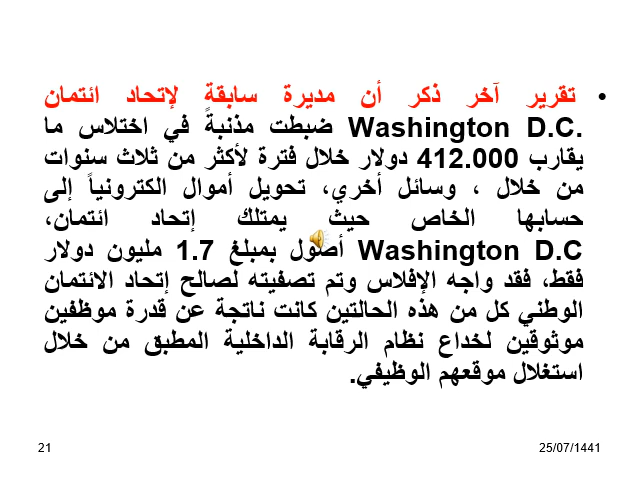 • تقرير آخر ذكر أن مديرة سابقة لإتحاد ائتمان
Washington D.C. ضبطت مذنبةً في اختلاس ما
يقارب 412.000 دولار خلال فترة لأكثر من ثلاث سنوات
من خلال ، وسائل أخري، تحويل أموال الكترونياً إلى
حسابها الخاص حيث يمتلك إتحاد ائتمان،
Washington D.C أصول بمبلغ 1.7 مليون دولار
فقط، فقد واجه الإفلاس وتم تصفيته لصالح إتحاد الائتمان
الوطني كل من هذه الحالتين كانت ناتجة عن قدرة موظفين
موثوقين لخداع نظام الرقابة الداخلية المطبق من خلال
استغلال موقعهم الوظيفي.
25/07/1441
21